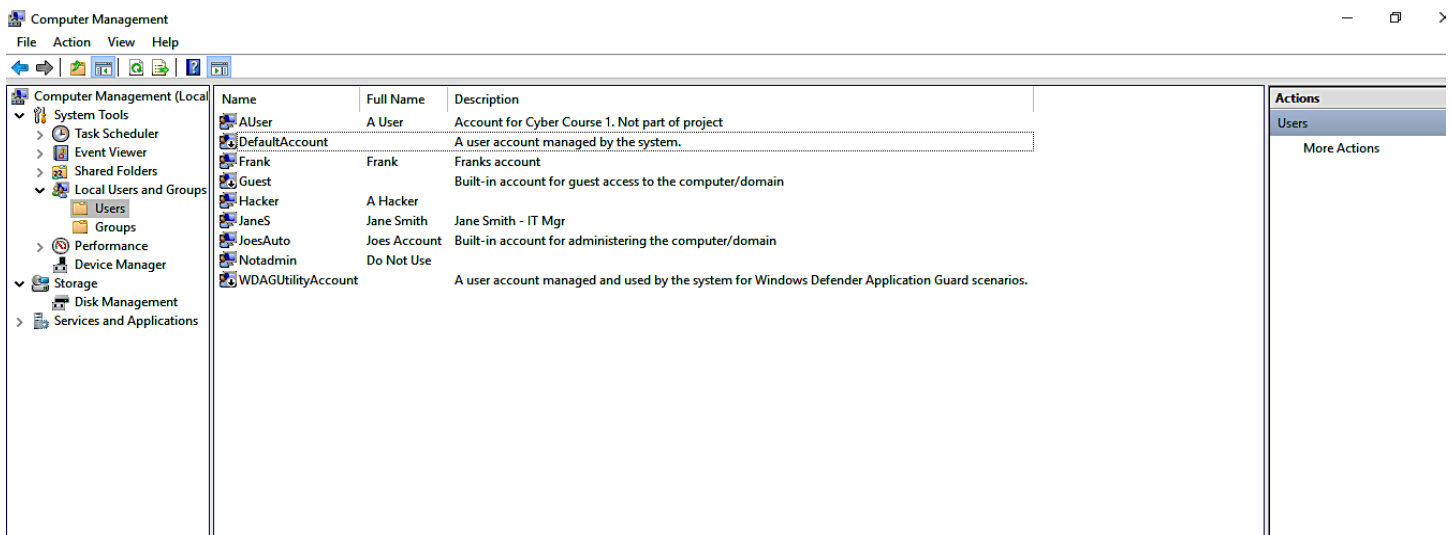 Computer Management
File Action View Help
Computer Management (Local
System Tools
Task Scheduler
Event Viewer
Shared Folders
Local Users and Groups
Users
Groups
Performance
Device Manager
Storage
Disk Management
Services and Applications
Name Full Name Description
AUser A User Account for Cyber Course 1. Not part of project
DefaultAccount A user account managed by the system.
Frank Frank Franks account
Guest Built-in account for guest access to the computer/domain
Hacker A Hacker
JaneS Jane Smith Jane Smith - IT Mgr
JoesAuto Joes Account Built-in account for administering the computer/domain
Notadmin Do Not Use
WDAGUtilityAccount A user account managed and used by the system for Windows Defender Application Guard scenarios.
Actions
Users
More Actions